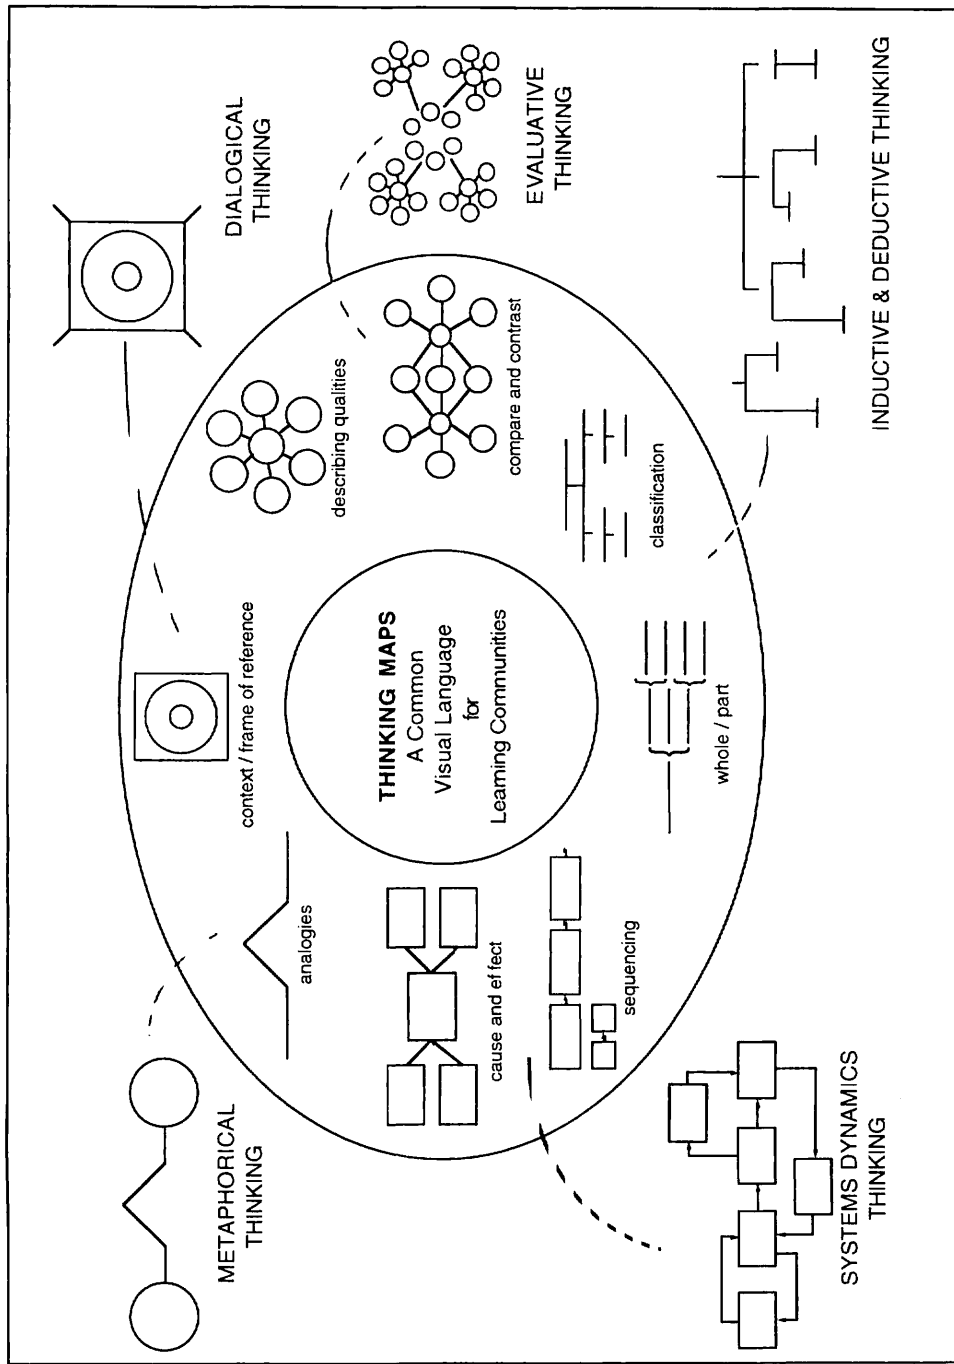 METAPHORICAL
THINKING
DIALOGICAL
THINKING
context / frame of reference
analogies
describing qualities
THINKING MAPS
A Common
Visual Language
for
Learning Communities
cause and effect
compare and contrast
EVALUATIVE
THINKING
sequencing
classification
whole / part
SYSTEMS DYNAMICS
THINKING
INDUCTIVE & DEDUCTIVE THINKING